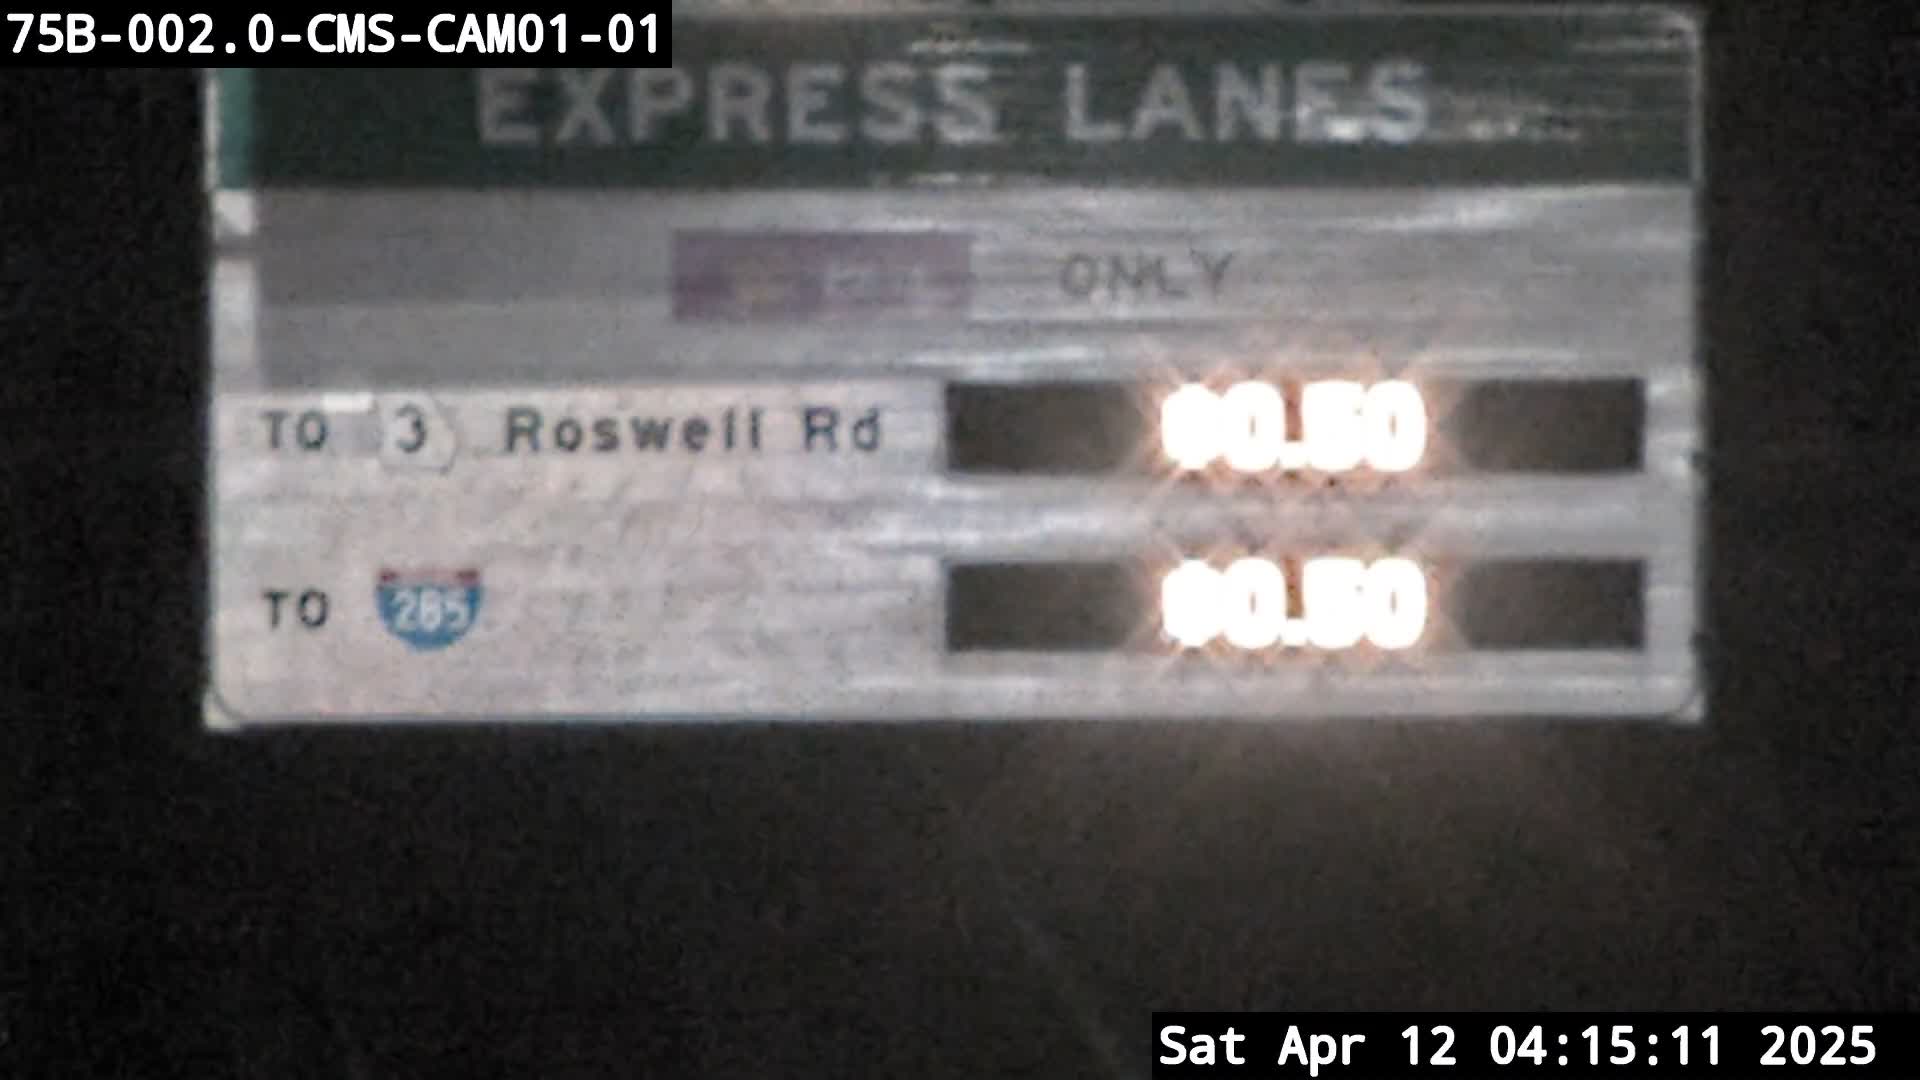 75B-002.0-CMS-CAM01-01
EXPRESS LANES
ONLY
TO 3 Roswell Rd $0.50
TO 285 $0.50
Sat Apr 12 04:15:11 2025